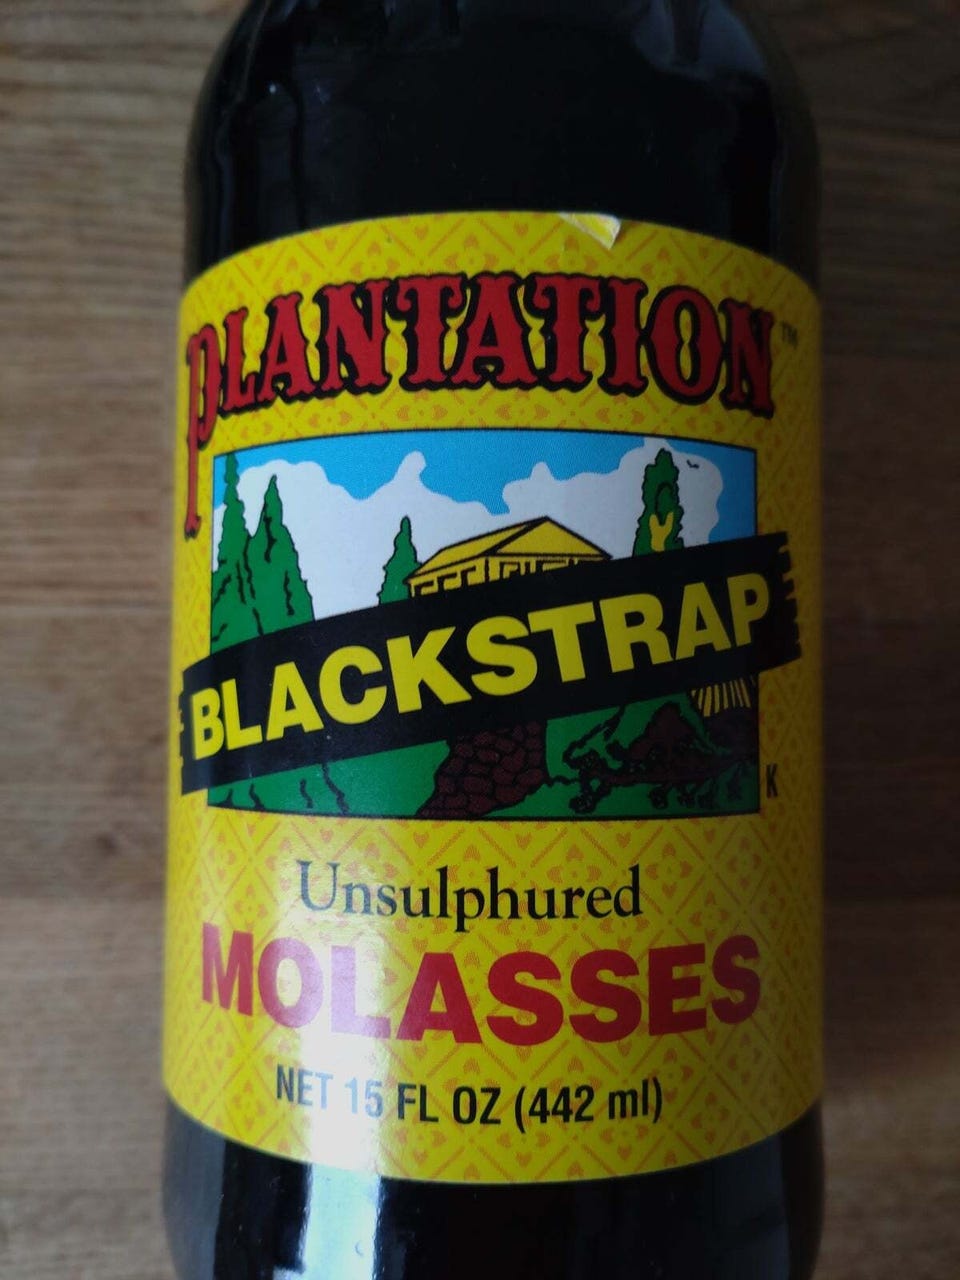 PLANTATION™
BLACKSTRAP
K
Unsulphured
MOLASSES
NET 15 FL OZ (442 ml)